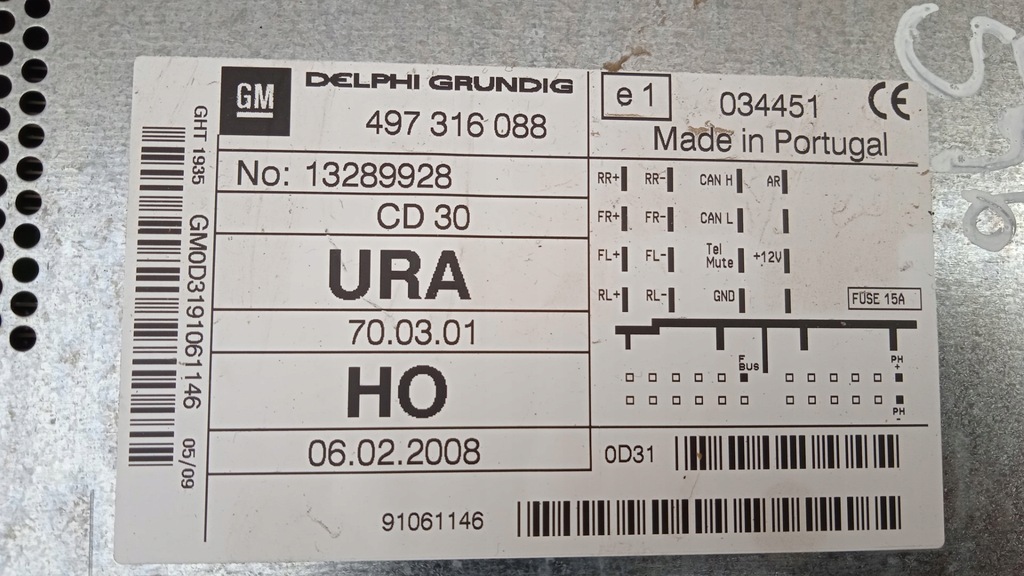 GM
DELPHI GRUNDIG
497 316 088
No: 13289928
CD 30
URA
70.03.01
HO
06.02.2008
e 1
034451
CE
Made in Portugal
RR+ RR- CAN H AR
FR+ FR- CAN L
FL+ FL- Tel Mute +12V
RL+ RL- GND
FUSE 15A
F BUS
PH +
PH -
0D31
91061146
GHT 1935
GM0D3191061146
05/09